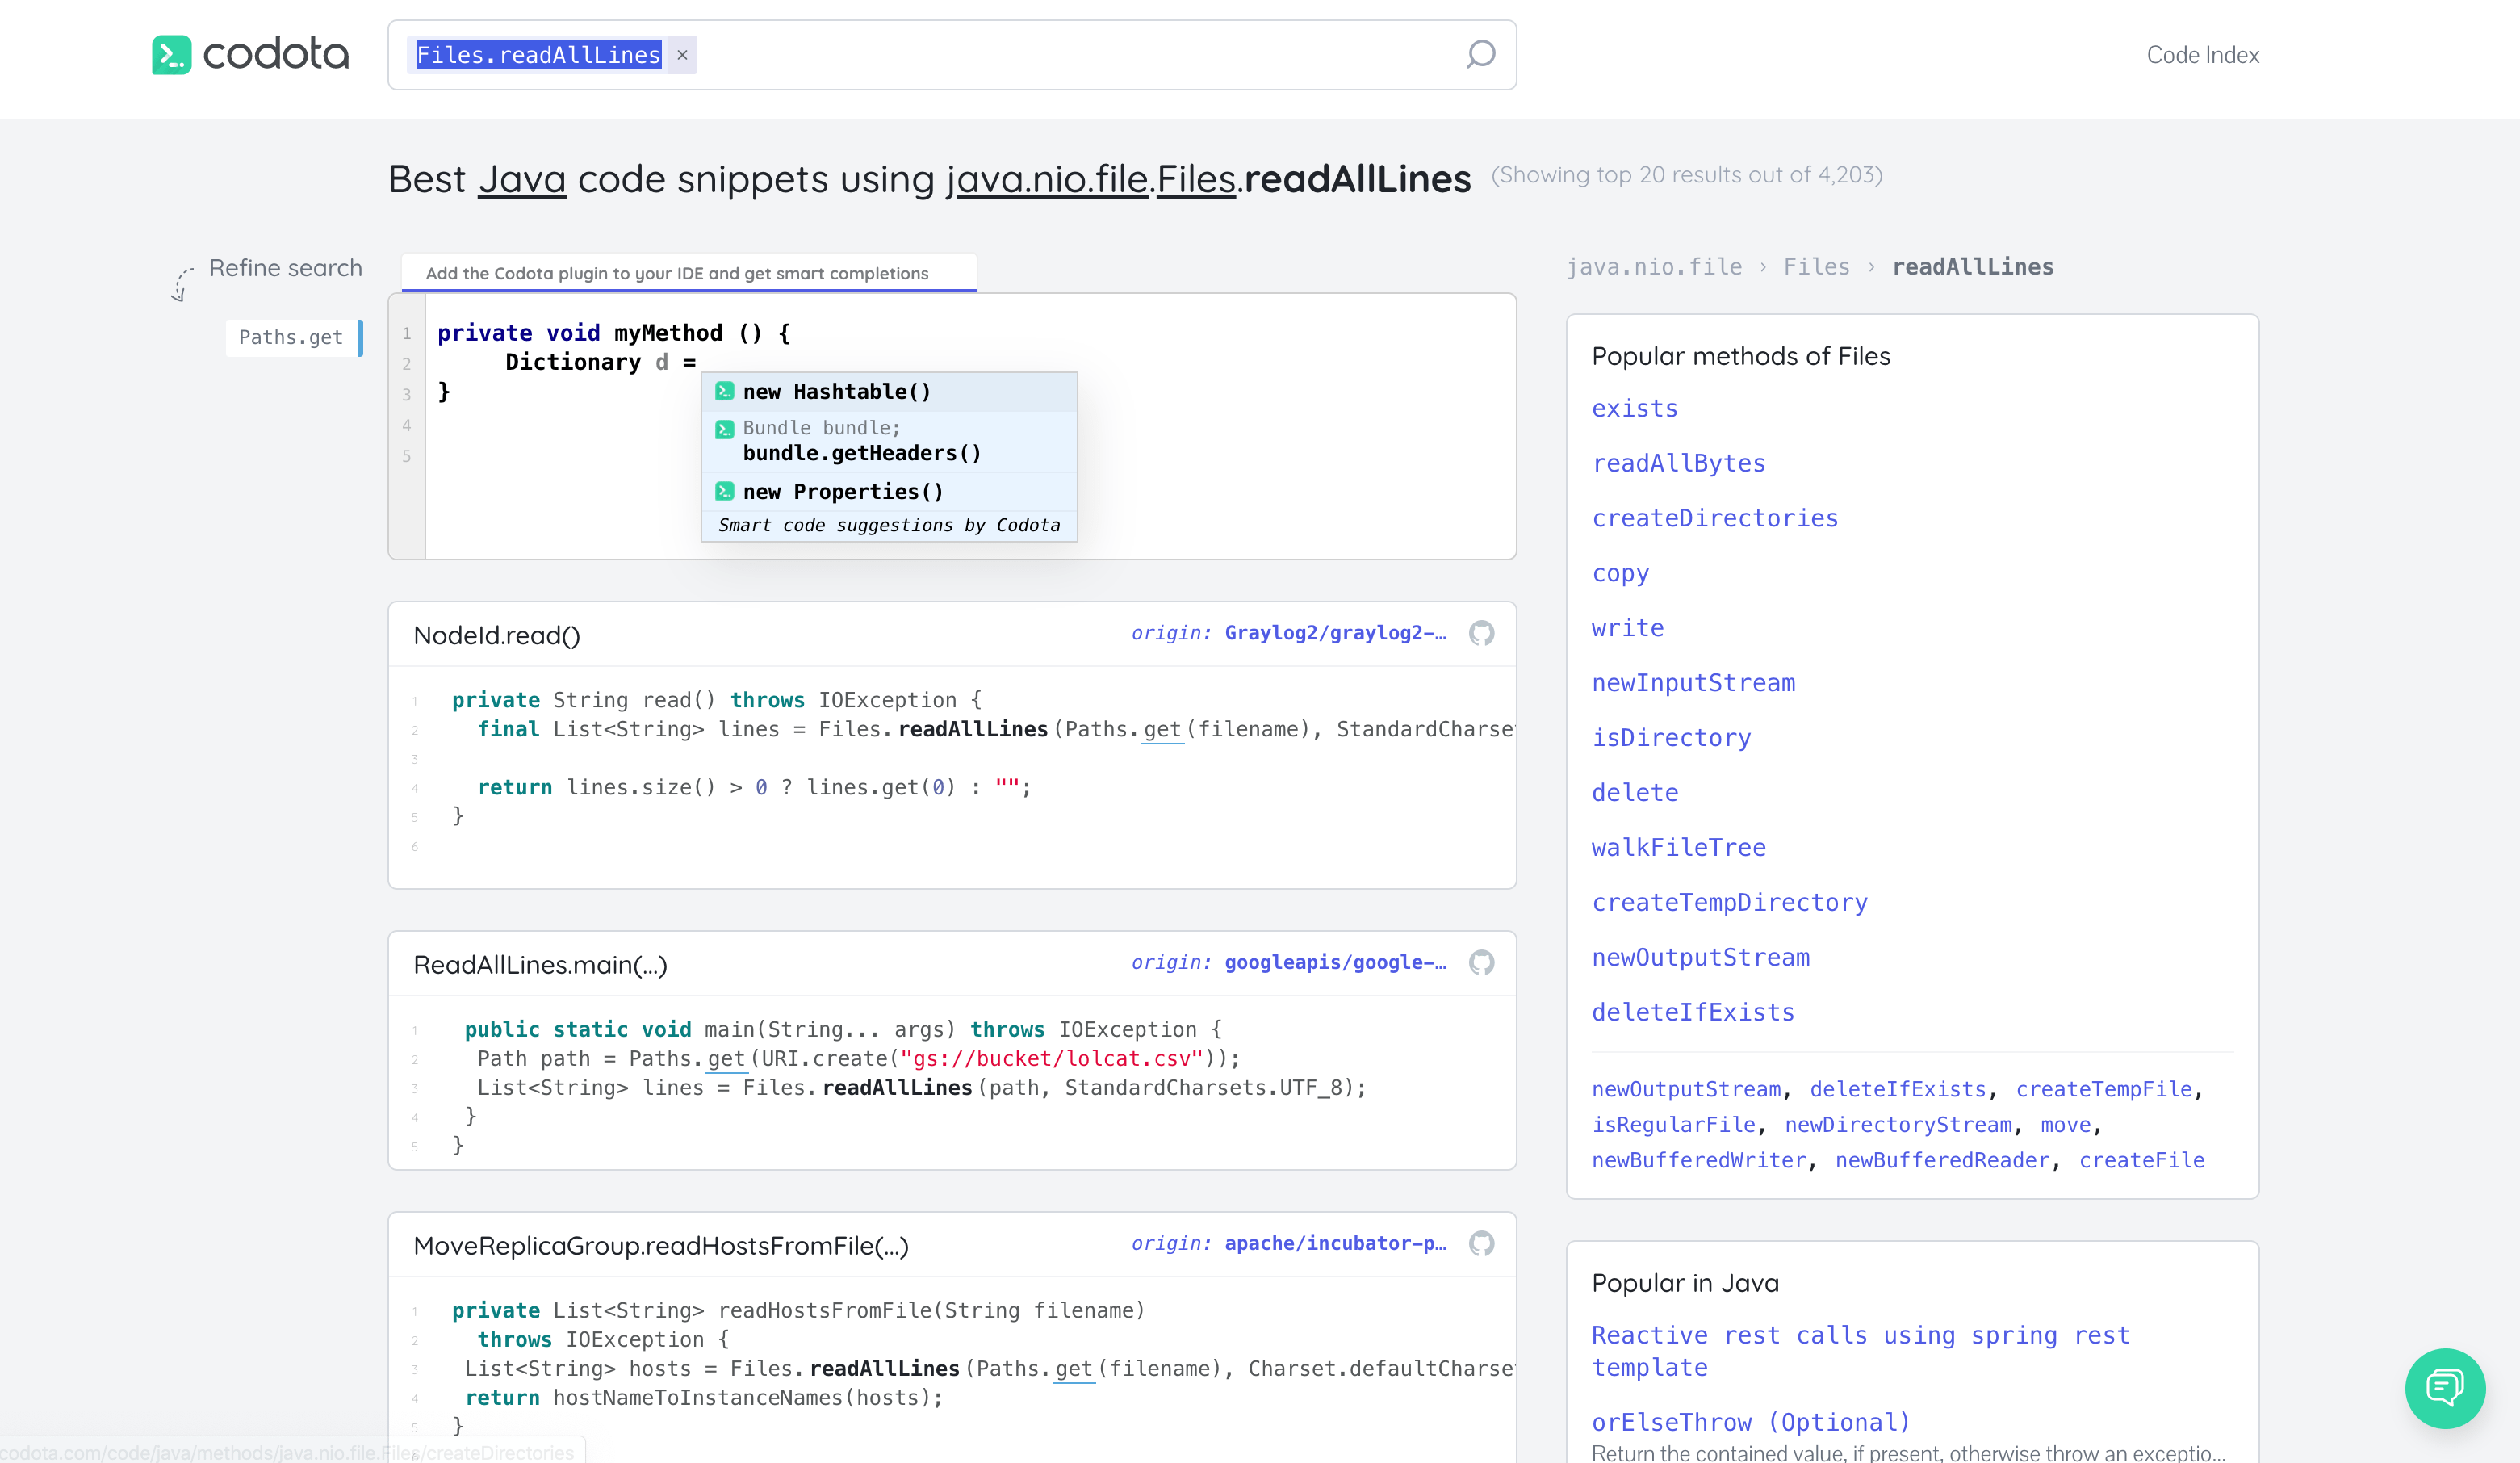 codota
Files.readAllLines ×
Code Index
Best Java code snippets using java.nio.file.Files.readAllLines (Showing top 20 results out of 4,203)
Refine search
Paths.get
Add the Codota plugin to your IDE and get smart completions
1 private void myMethod () {
2 Dictionary d =
3 }
4
5
new Hashtable()
Bundle bundle;
bundle.getHeaders()
new Properties()
Smart code suggestions by Codota
NodeId.read()
origin: Graylog2/graylog2-…
1 private String read() throws IOException {
2 final List<String> lines = Files.readAllLines(Paths.get(filename), StandardCharset
3
4 return lines.size() > 0 ? lines.get(0) : "";
5 }
6
ReadAllLines.main(...)
origin: googleapis/google-…
1 public static void main(String... args) throws IOException {
2 Path path = Paths.get(URI.create("gs://bucket/lolcat.csv"));
3 List<String> lines = Files.readAllLines(path, StandardCharsets.UTF_8);
4 }
5 }
MoveReplicaGroup.readHostsFromFile(...)
origin: apache/incubator-p…
1 private List<String> readHostsFromFile(String filename)
2 throws IOException {
3 List<String> hosts = Files.readAllLines(Paths.get(filename), Charset.defaultCharset
4 return hostNameToInstanceNames(hosts);
5 }
6
codota.com/code/java/methods/java.nio.file.Files/createDirectories
java.nio.file › Files › readAllLines
Popular methods of Files
exists
readAllBytes
createDirectories
copy
write
newInputStream
isDirectory
delete
walkFileTree
createTempDirectory
newOutputStream
deleteIfExists
newOutputStream, deleteIfExists, createTempFile,
isRegularFile, newDirectoryStream, move,
newBufferedWriter, newBufferedReader, createFile
Popular in Java
Reactive rest calls using spring rest
template
orElseThrow (Optional)
Return the contained value, if present, otherwise throw an exceptio...